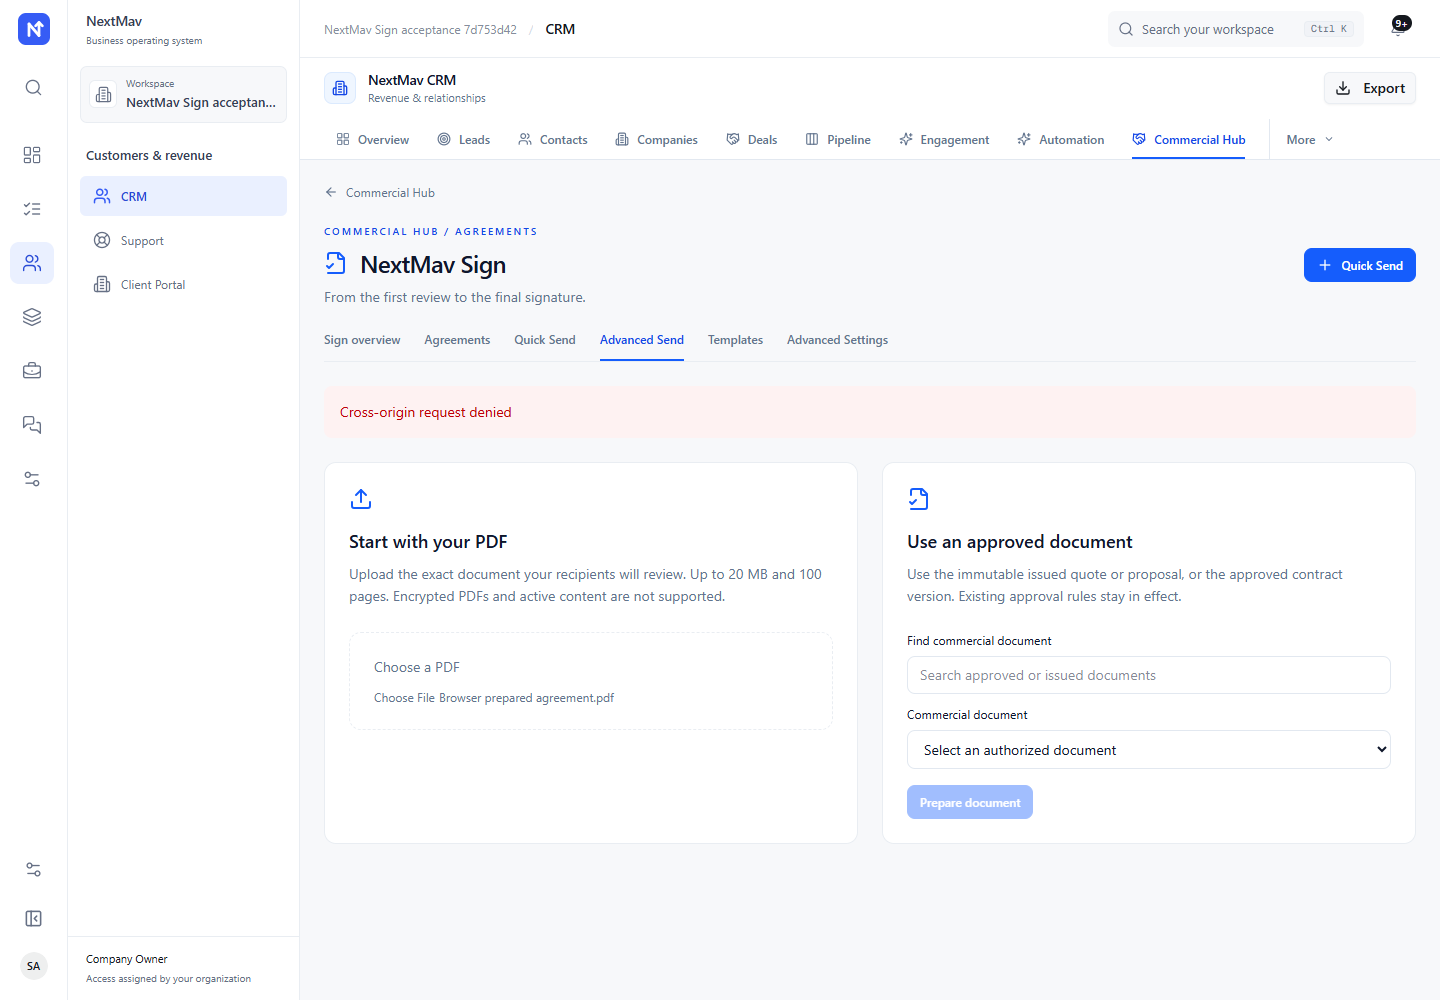 NextMav
Business operating system
Workspace
NextMav Sign acceptan...
Customers & revenue
CRM
Support
Client Portal
Company Owner
Access assigned by your organization
SA
NextMav Sign acceptance 7d753d42 / CRM
Search your workspace Ctrl K
9+
NextMav CRM
Revenue & relationships
Export
Overview Leads Contacts Companies Deals Pipeline Engagement Automation Commercial Hub More
Commercial Hub
COMMERCIAL HUB / AGREEMENTS
NextMav Sign
Quick Send
From the first review to the final signature.
Sign overview Agreements Quick Send Advanced Send Templates Advanced Settings
Cross-origin request denied
Start with your PDF
Upload the exact document your recipients will review. Up to 20 MB and 100
pages. Encrypted PDFs and active content are not supported.
Choose a PDF
Choose File Browser prepared agreement.pdf
Use an approved document
Use the immutable issued quote or proposal, or the approved contract
version. Existing approval rules stay in effect.
Find commercial document
Search approved or issued documents
Commercial document
Select an authorized document
Prepare document